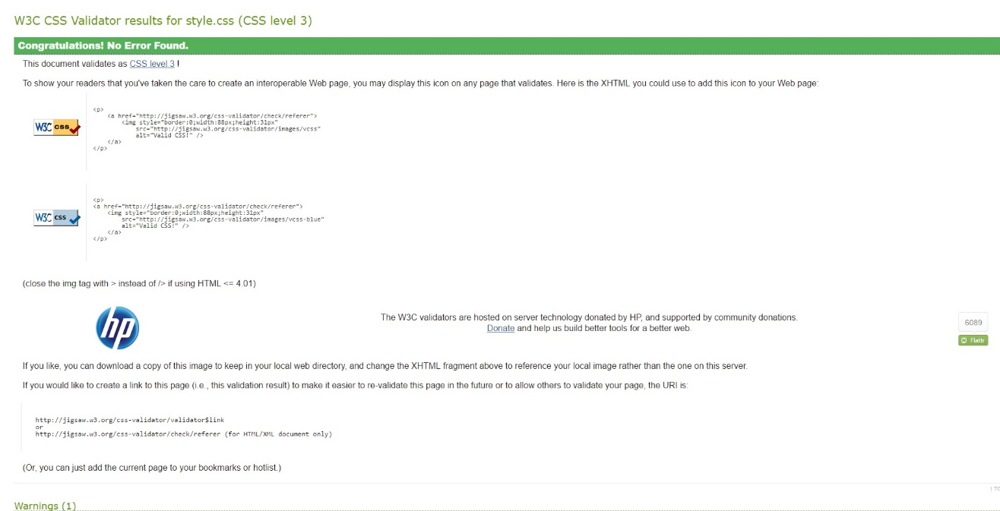 W3C CSS Validator results for style.css (CSS level 3)
Congratulations! No Error Found.
This document validates as CSS level 3 !
To show your readers that you've taken the care to create an interoperable Web page, you may display this icon on any page that validates. Here is the XHTML you could use to add this icon to your Web page:
W3C css
<p>
<a href="http://jigsaw.w3.org/css-validator/check/referer">
<img style="border:0;width:88px;height:31px"
src="http://jigsaw.w3.org/css-validator/images/vcss"
alt="Valid CSS!" />
</a>
</p>
W3C css
<p>
<a href="http://jigsaw.w3.org/css-validator/check/referer">
<img style="border:0;width:88px;height:31px"
src="http://jigsaw.w3.org/css-validator/images/vcss-blue"
alt="Valid CSS!" />
</a>
</p>
(close the img tag with > instead of /> if using HTML <= 4.01)
hp
The W3C validators are hosted on server technology donated by HP, and supported by community donations.
Donate and help us build better tools for a better web.
6089
Flattr
If you like, you can download a copy of this image to keep in your local web directory, and change the XHTML fragment above to reference your local image rather than the one on this server.
If you would like to create a link to this page (i.e., this validation result) to make it easier to re-validate this page in the future or to allow others to validate your page, the URI is:
http://jigsaw.w3.org/css-validator/validator$link
or
http://jigsaw.w3.org/css-validator/check/referer (for HTML/XML document only)
(Or, you can just add the current page to your bookmarks or hotlist.)
↑ TO
Warnings (1)